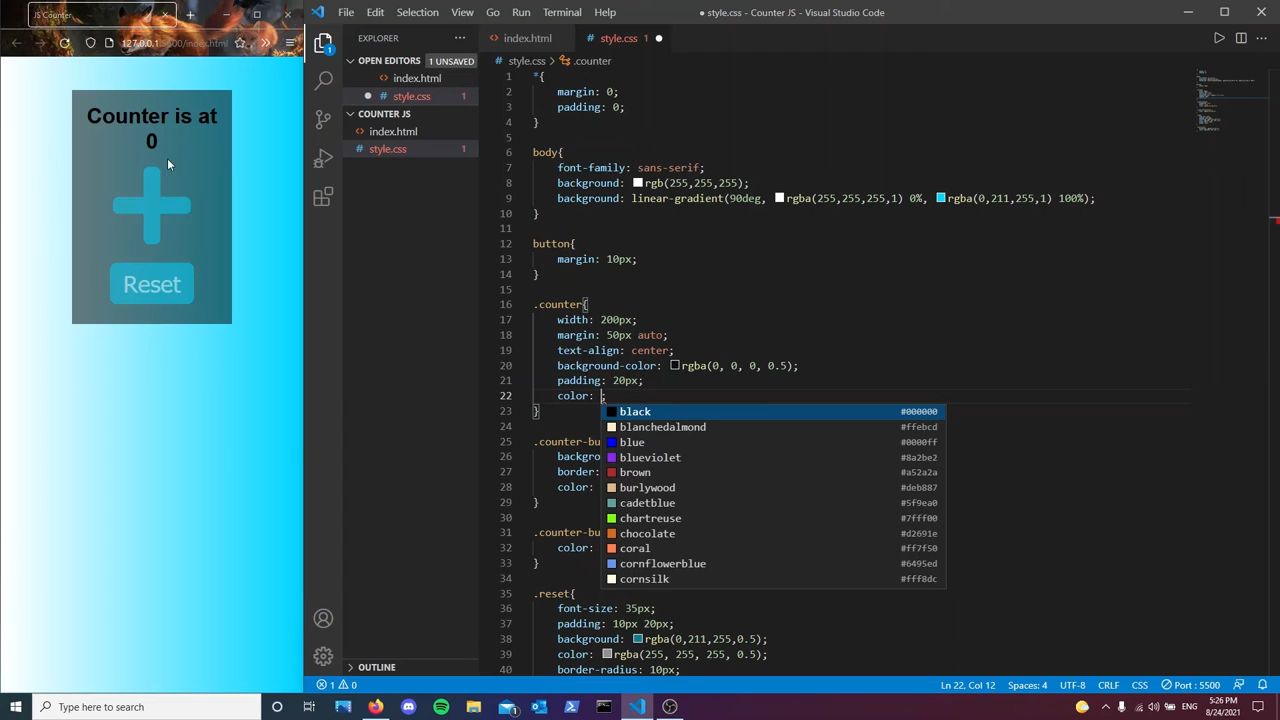 JS Counter
127.0.0.1:5500/index.html
Counter is at
0
Reset
File
Edit
Selection
View
Go
Run
Terminal
Help
● style.css - Counter JS - Visual Studio Code
EXPLORER
OPEN EDITORS
1 UNSAVED
index.html
style.css
1
COUNTER JS
index.html
style.css
1
OUTLINE
1
index.html
style.css 1
style.css > .counter
1 *{
2 margin: 0;
3 padding: 0;
4 }
5
6 body{
7 font-family: sans-serif;
8 background: rgb(255,255,255);
9 background: linear-gradient(90deg, rgba(255,255,255,1) 0%, rgba(0,211,255,1) 100%);
10 }
11
12 button{
13 margin: 10px;
14 }
15
16 .counter{
17 width: 200px;
18 margin: 50px auto;
19 text-align: center;
20 background-color: rgba(0, 0, 0, 0.5);
21 padding: 20px;
22 color: ;
23 }
24
25 .counter-bu
26 backgro
27 border:
28 color:
29 }
30
31 .counter-bu
32 color:
33 }
34
35 .reset{
36 font-size: 35px;
37 padding: 10px 20px;
38 background: rgba(0,211,255,0.5);
39 color: rgba(255, 255, 255, 0.5);
40 border-radius: 10px;
black #000000
blanchedalmond #ffebcd
blue #0000ff
blueviolet #8a2be2
brown #a52a2a
burlywood #deb887
cadetblue #5f9ea0
chartreuse #7fff00
chocolate #d2691e
coral #ff7f50
cornflowerblue #6495ed
cornsilk #fff8dc
1 0
Ln 22, Col 12
Spaces: 4
UTF-8
CRLF
CSS
Port : 5500
Type here to search
ENG
5:26 PM
8/24/2021